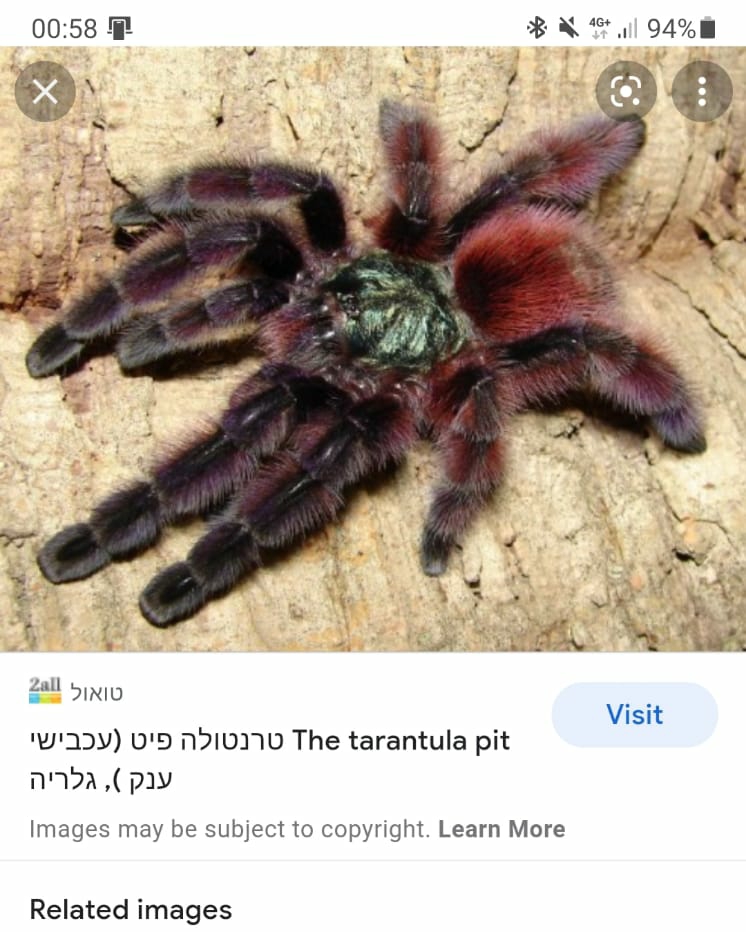 00:58 4G+ 94%
2all טואול
Visit
The tarantula pit טרנטולה פיט (עכבישי
ענק ), גלריה
Images may be subject to copyright. Learn More
Related images